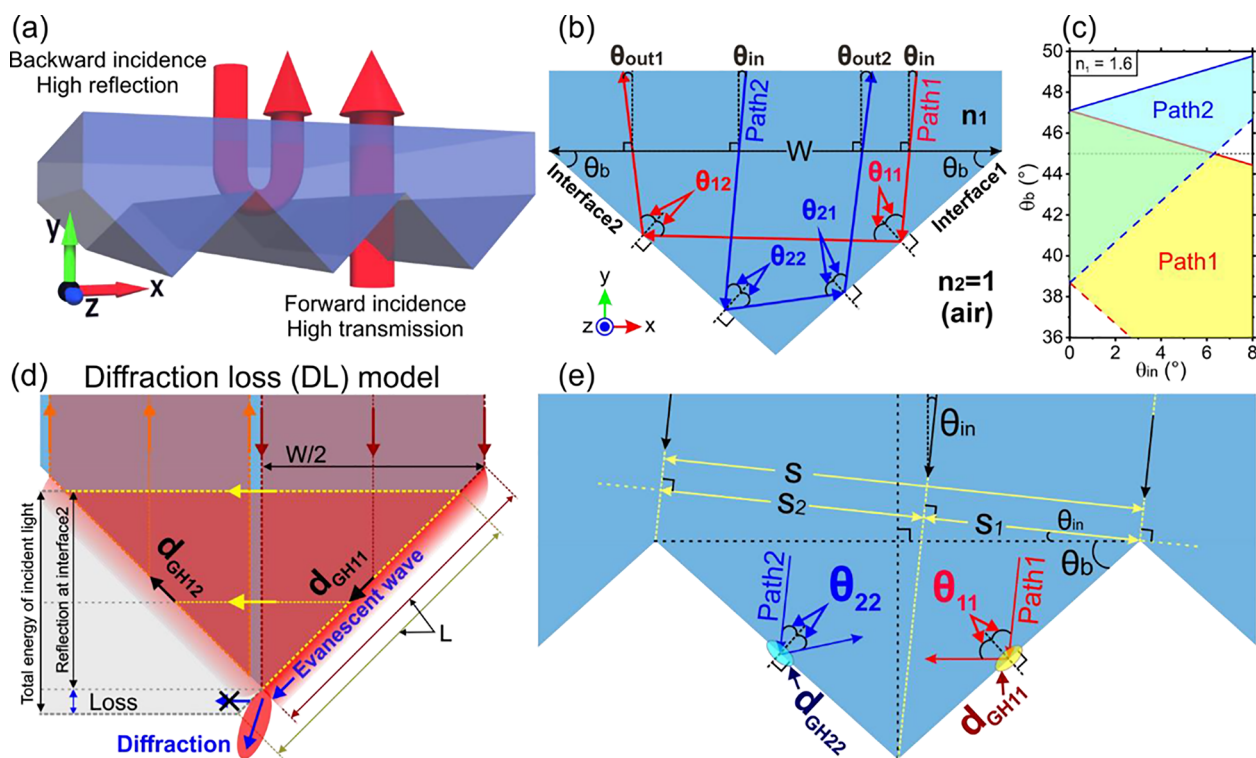 (a)
Backward incidence
High reflection
Forward incidence
High transmission
y
x
z
(b)
θout1
θin
θout2
θin
Path2
Path1
n1
W
θb
θb
Interface2
Interface1
θ12
θ11
θ21
θ22
n2=1
(air)
y
z
x
(c)
n1 = 1.6
Path2
Path1
50
48
46
44
42
40
38
36
θb (°)
0
2
4
6
8
θin (°)
(d)
Diffraction loss (DL) model
W/2
Total energy of incident light
Reflection at interface2
dGH12
dGH11
Evanescent wave
L
Loss
Diffraction
(e)
θin
S
S2
S1
θin
θb
Path2
θ22
θ11
Path1
dGH22
dGH11